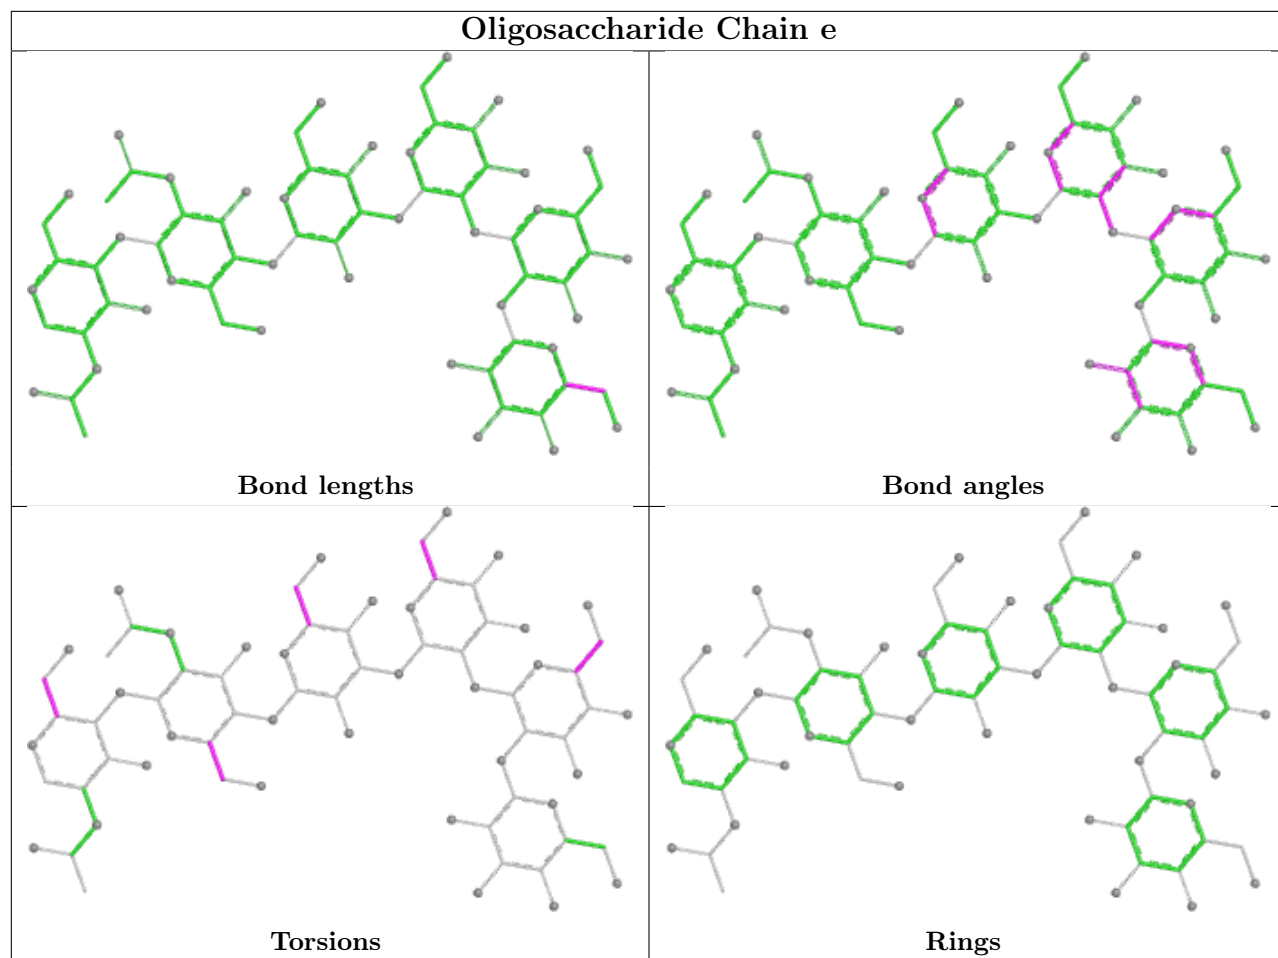 Oligosaccharide Chain e
Bond lengths
Bond angles
Torsions
Rings